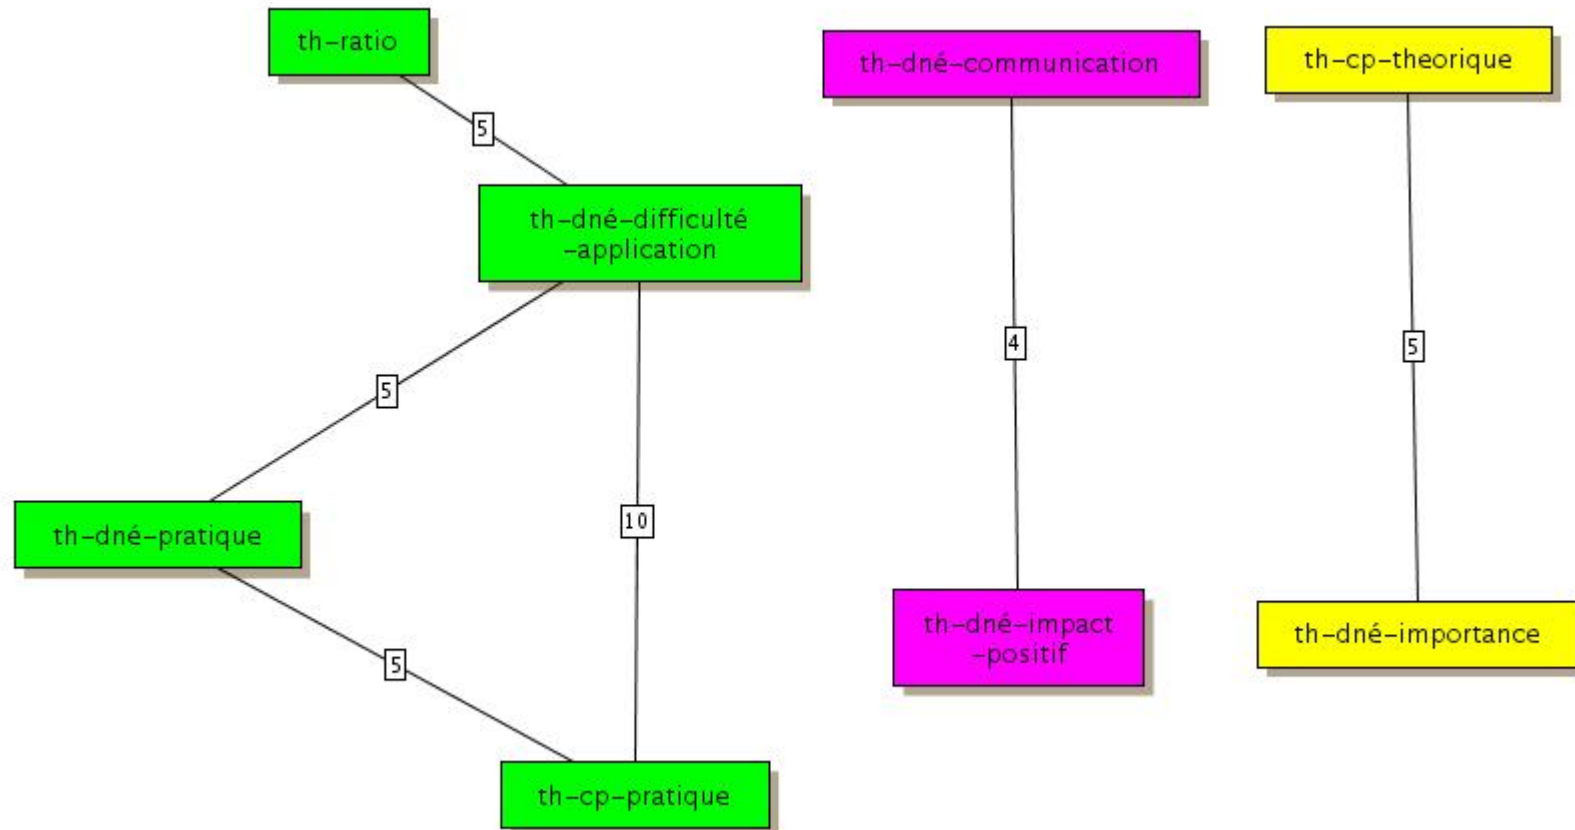 th-ratio
th-dné-communication
th-cp-theorique
5
th-dné-difficulté
-application
4
5
5
10
th-dné-pratique
th-dné-impact
-positif
th-dné-importance
5
th-cp-pratique